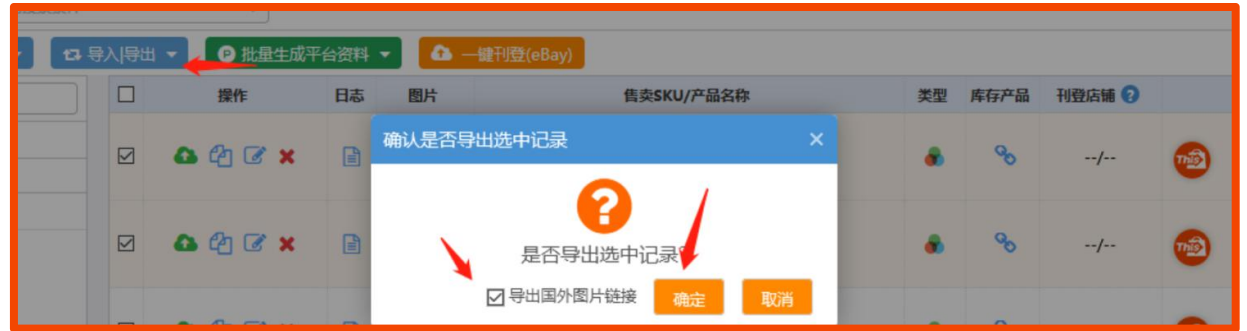 导入|导出
批量生成平台资料
一键刊登(eBay)
操作 日志 图片 售卖SKU/产品名称 类型 库存产品 刊登店铺
确认是否导出选中记录 ×
--/-- This
是否导出选中记录?
--/-- This
导出国外图片链接 确定 取消